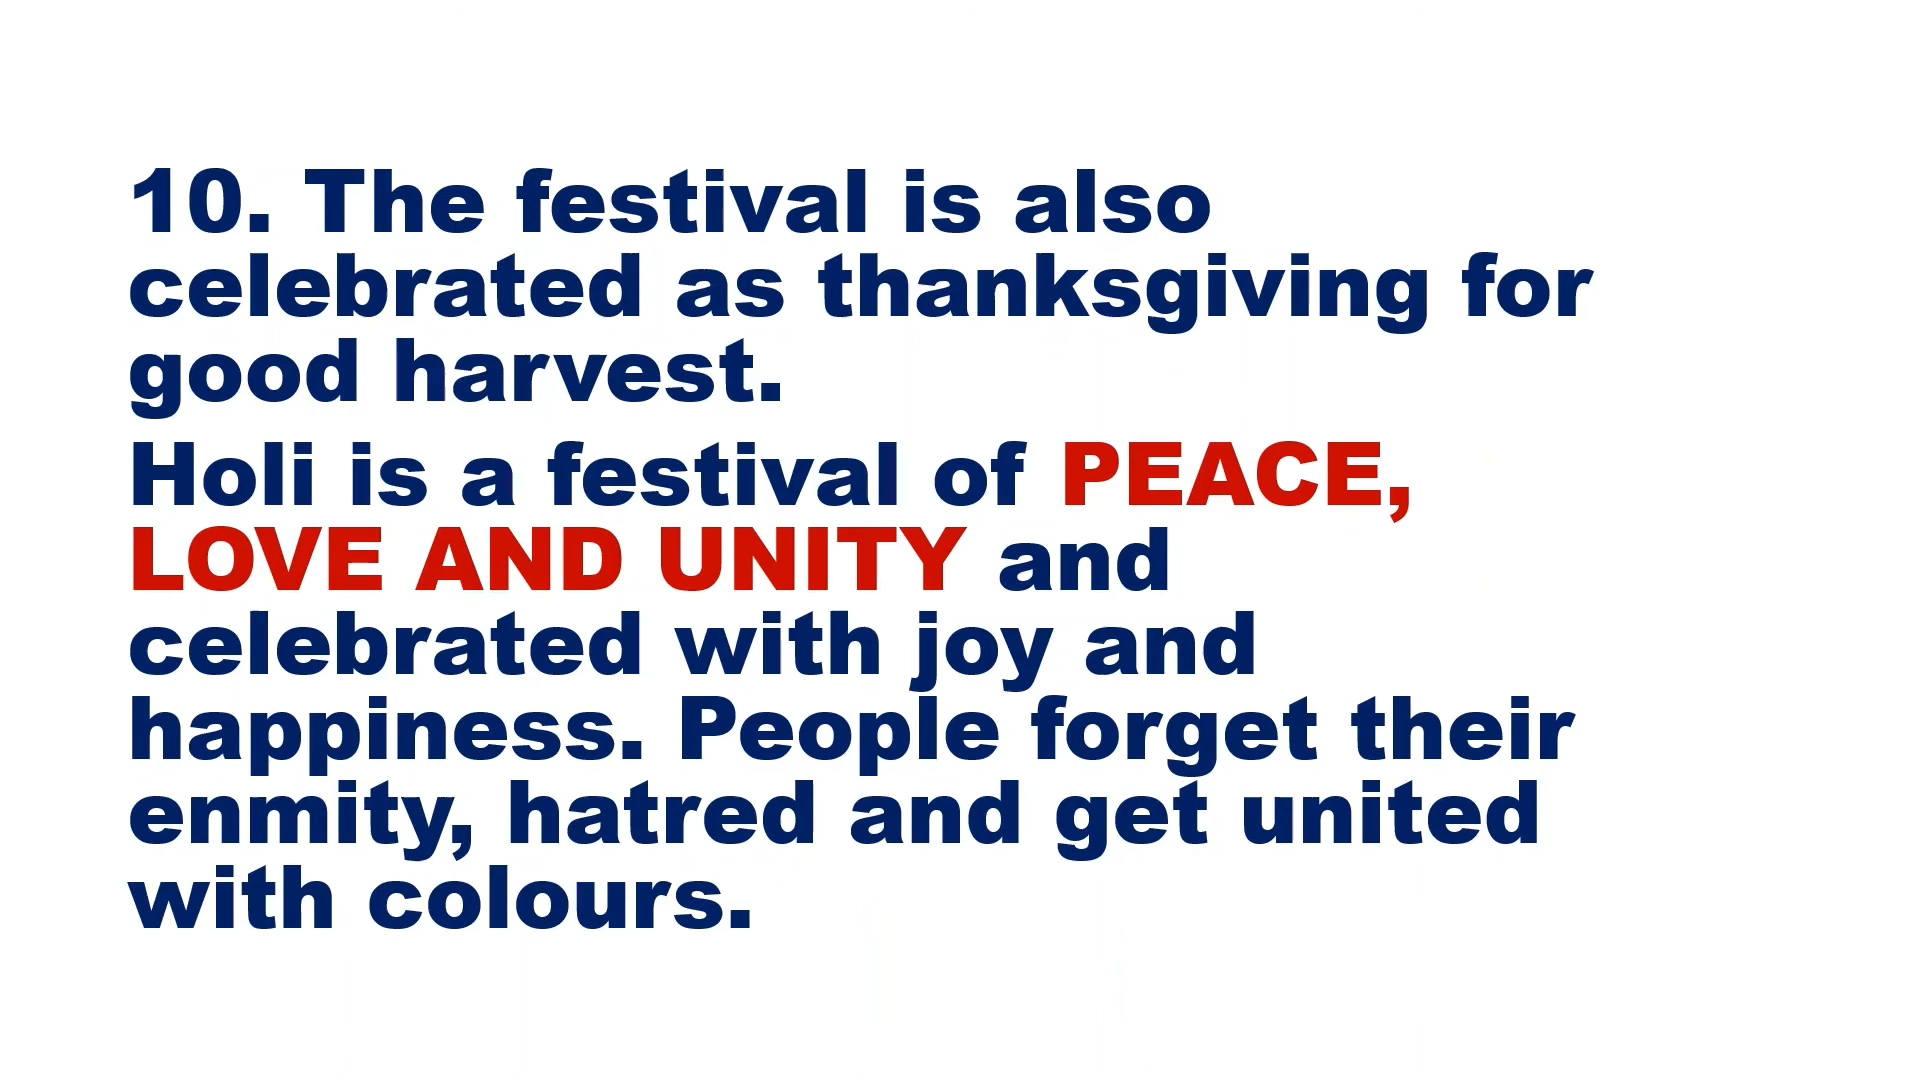 10. The festival is also
celebrated as thanksgiving for
good harvest.
Holi is a festival of PEACE,
LOVE AND UNITY and
celebrated with joy and
happiness. People forget their
enmity, hatred and get united
with colours.